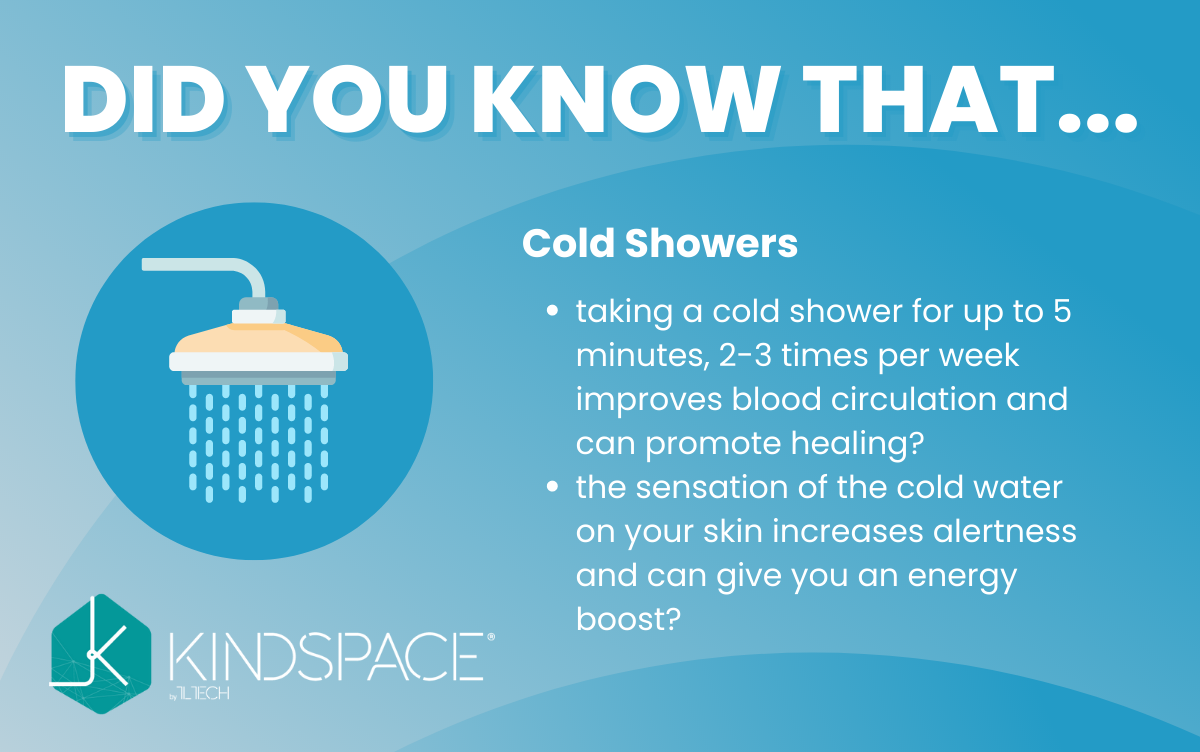 DID YOU KNOW THAT...
Cold Showers
• taking a cold shower for up to 5
minutes, 2-3 times per week
improves blood circulation and
can promote healing?
• the sensation of the cold water
on your skin increases alertness
and can give you an energy
boost?
KINDSPACE®
by 1L1ECH